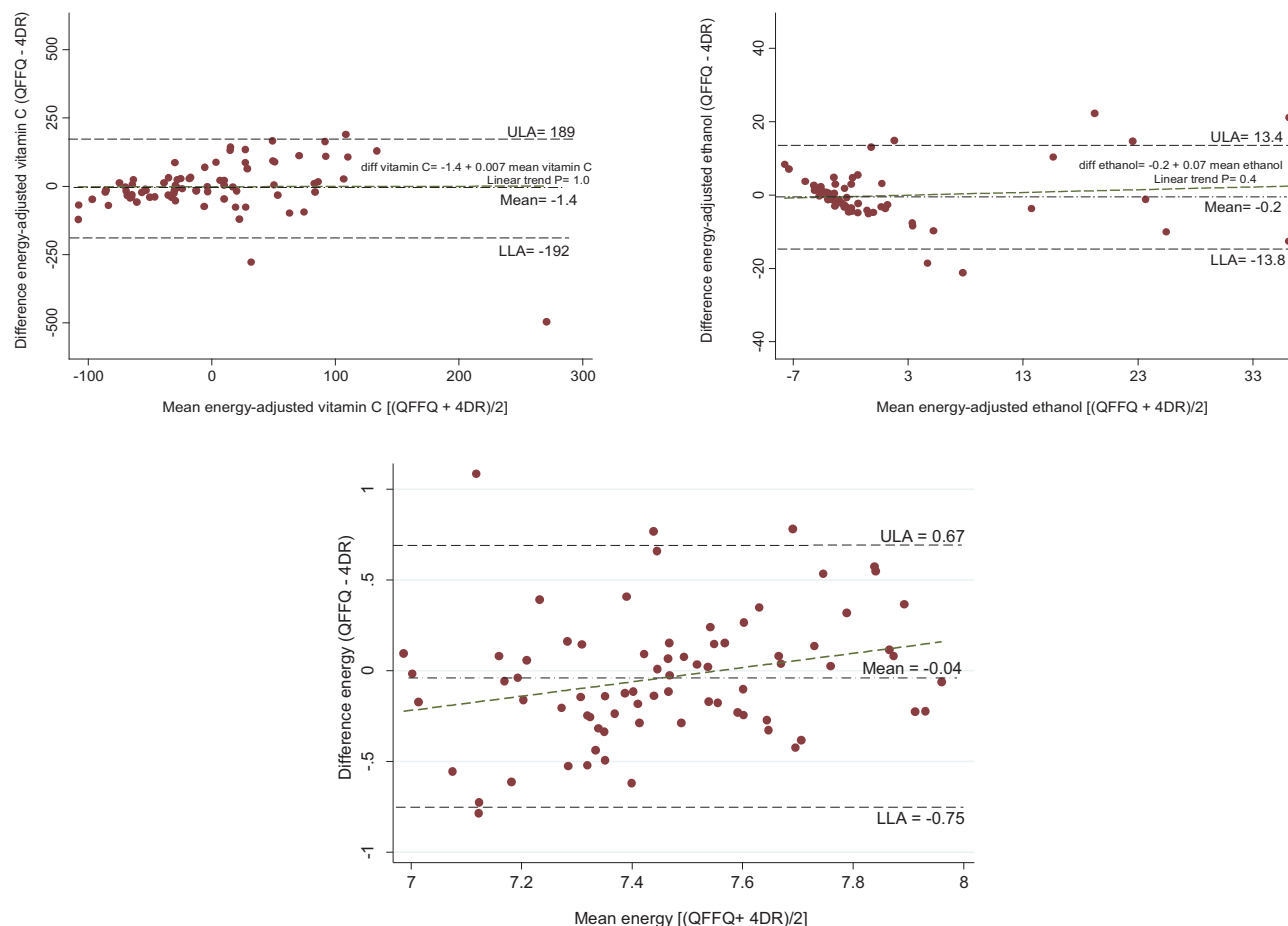 Difference energy-adjusted vitamin C (QFFQ - 4DR)
500
250
0
-250
-500
ULA= 189
diff vitamin C= -1.4 + 0.007 mean vitamin C
Linear trend P= 1.0
Mean= -1.4
LLA= -192
-100 0 100 200 300
Mean energy-adjusted vitamin C [(QFFQ + 4DR)/2]
Difference energy-adjusted ethanol (QFFQ - 4DR)
40
20
0
-20
-40
ULA= 13.4
diff ethanol= -0.2 + 0.07 mean ethanol
Linear trend P= 0.4
Mean= -0.2
LLA= -13.8
-7 3 13 23 33
Mean energy-adjusted ethanol [(QFFQ + 4DR)/2]
Difference energy (QFFQ - 4DR)
1
.5
0
-.5
-1
ULA = 0.67
Mean = -0.04
LLA = -0.75
7 7.2 7.4 7.6 7.8 8
Mean energy [(QFFQ+ 4DR)/2]